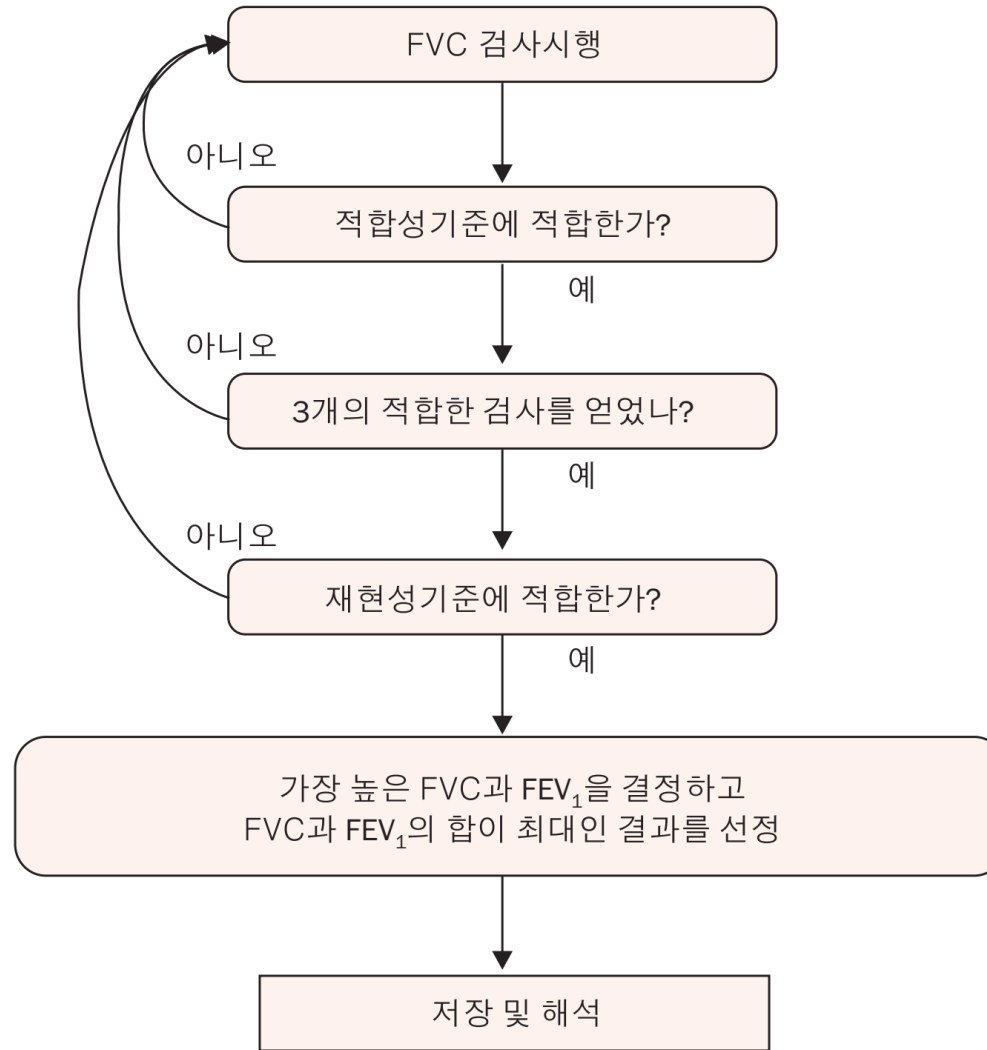 FVC 검사시행
아니오
적합성기준에 적합한가?
예
아니오
3개의 적합한 검사를 얻었나?
예
아니오
재현성기준에 적합한가?
예
가장 높은 FVC과 FEV₁을 결정하고
FVC과 FEV₁의 합이 최대인 결과를 선정
저장 및 해석